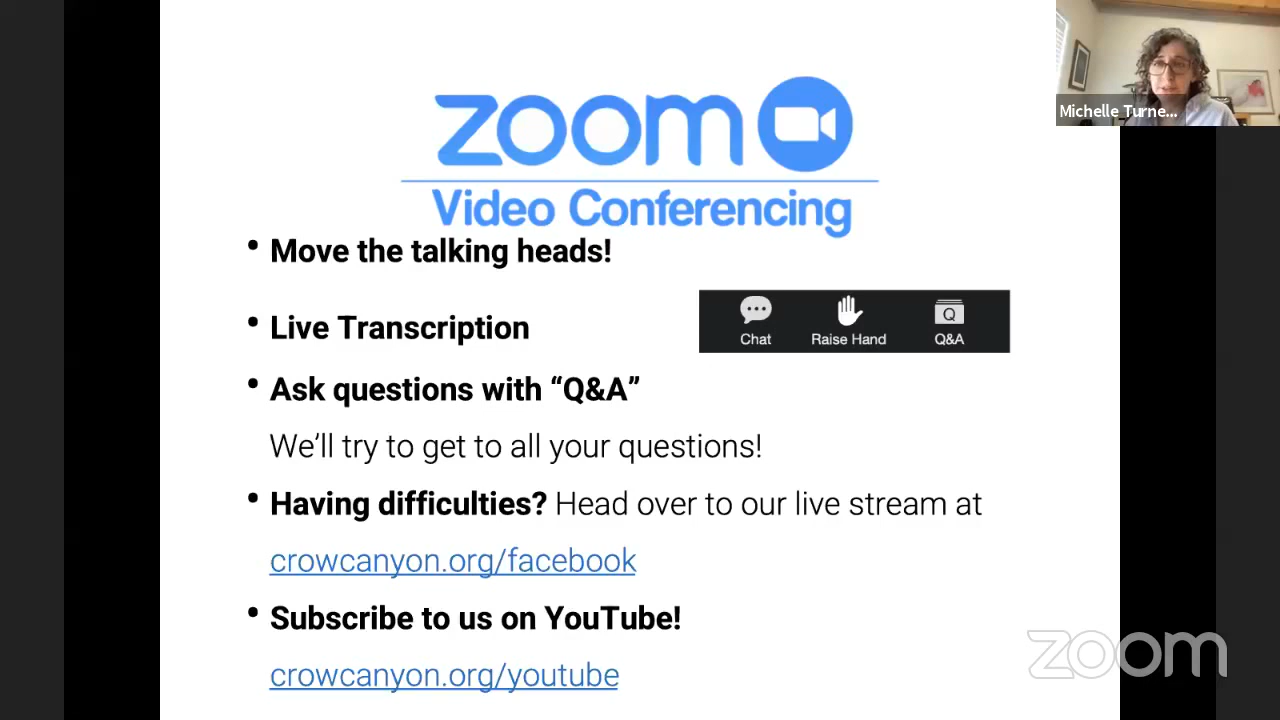 zoom
Video Conferencing
Michelle Turne...
• Move the talking heads!
• Live Transcription
Chat
Raise Hand
Q
Q&A
• Ask questions with “Q&A”
We’ll try to get to all your questions!
• Having difficulties? Head over to our live stream at
crowcanyon.org/facebook
• Subscribe to us on YouTube!
crowcanyon.org/youtube
zoom